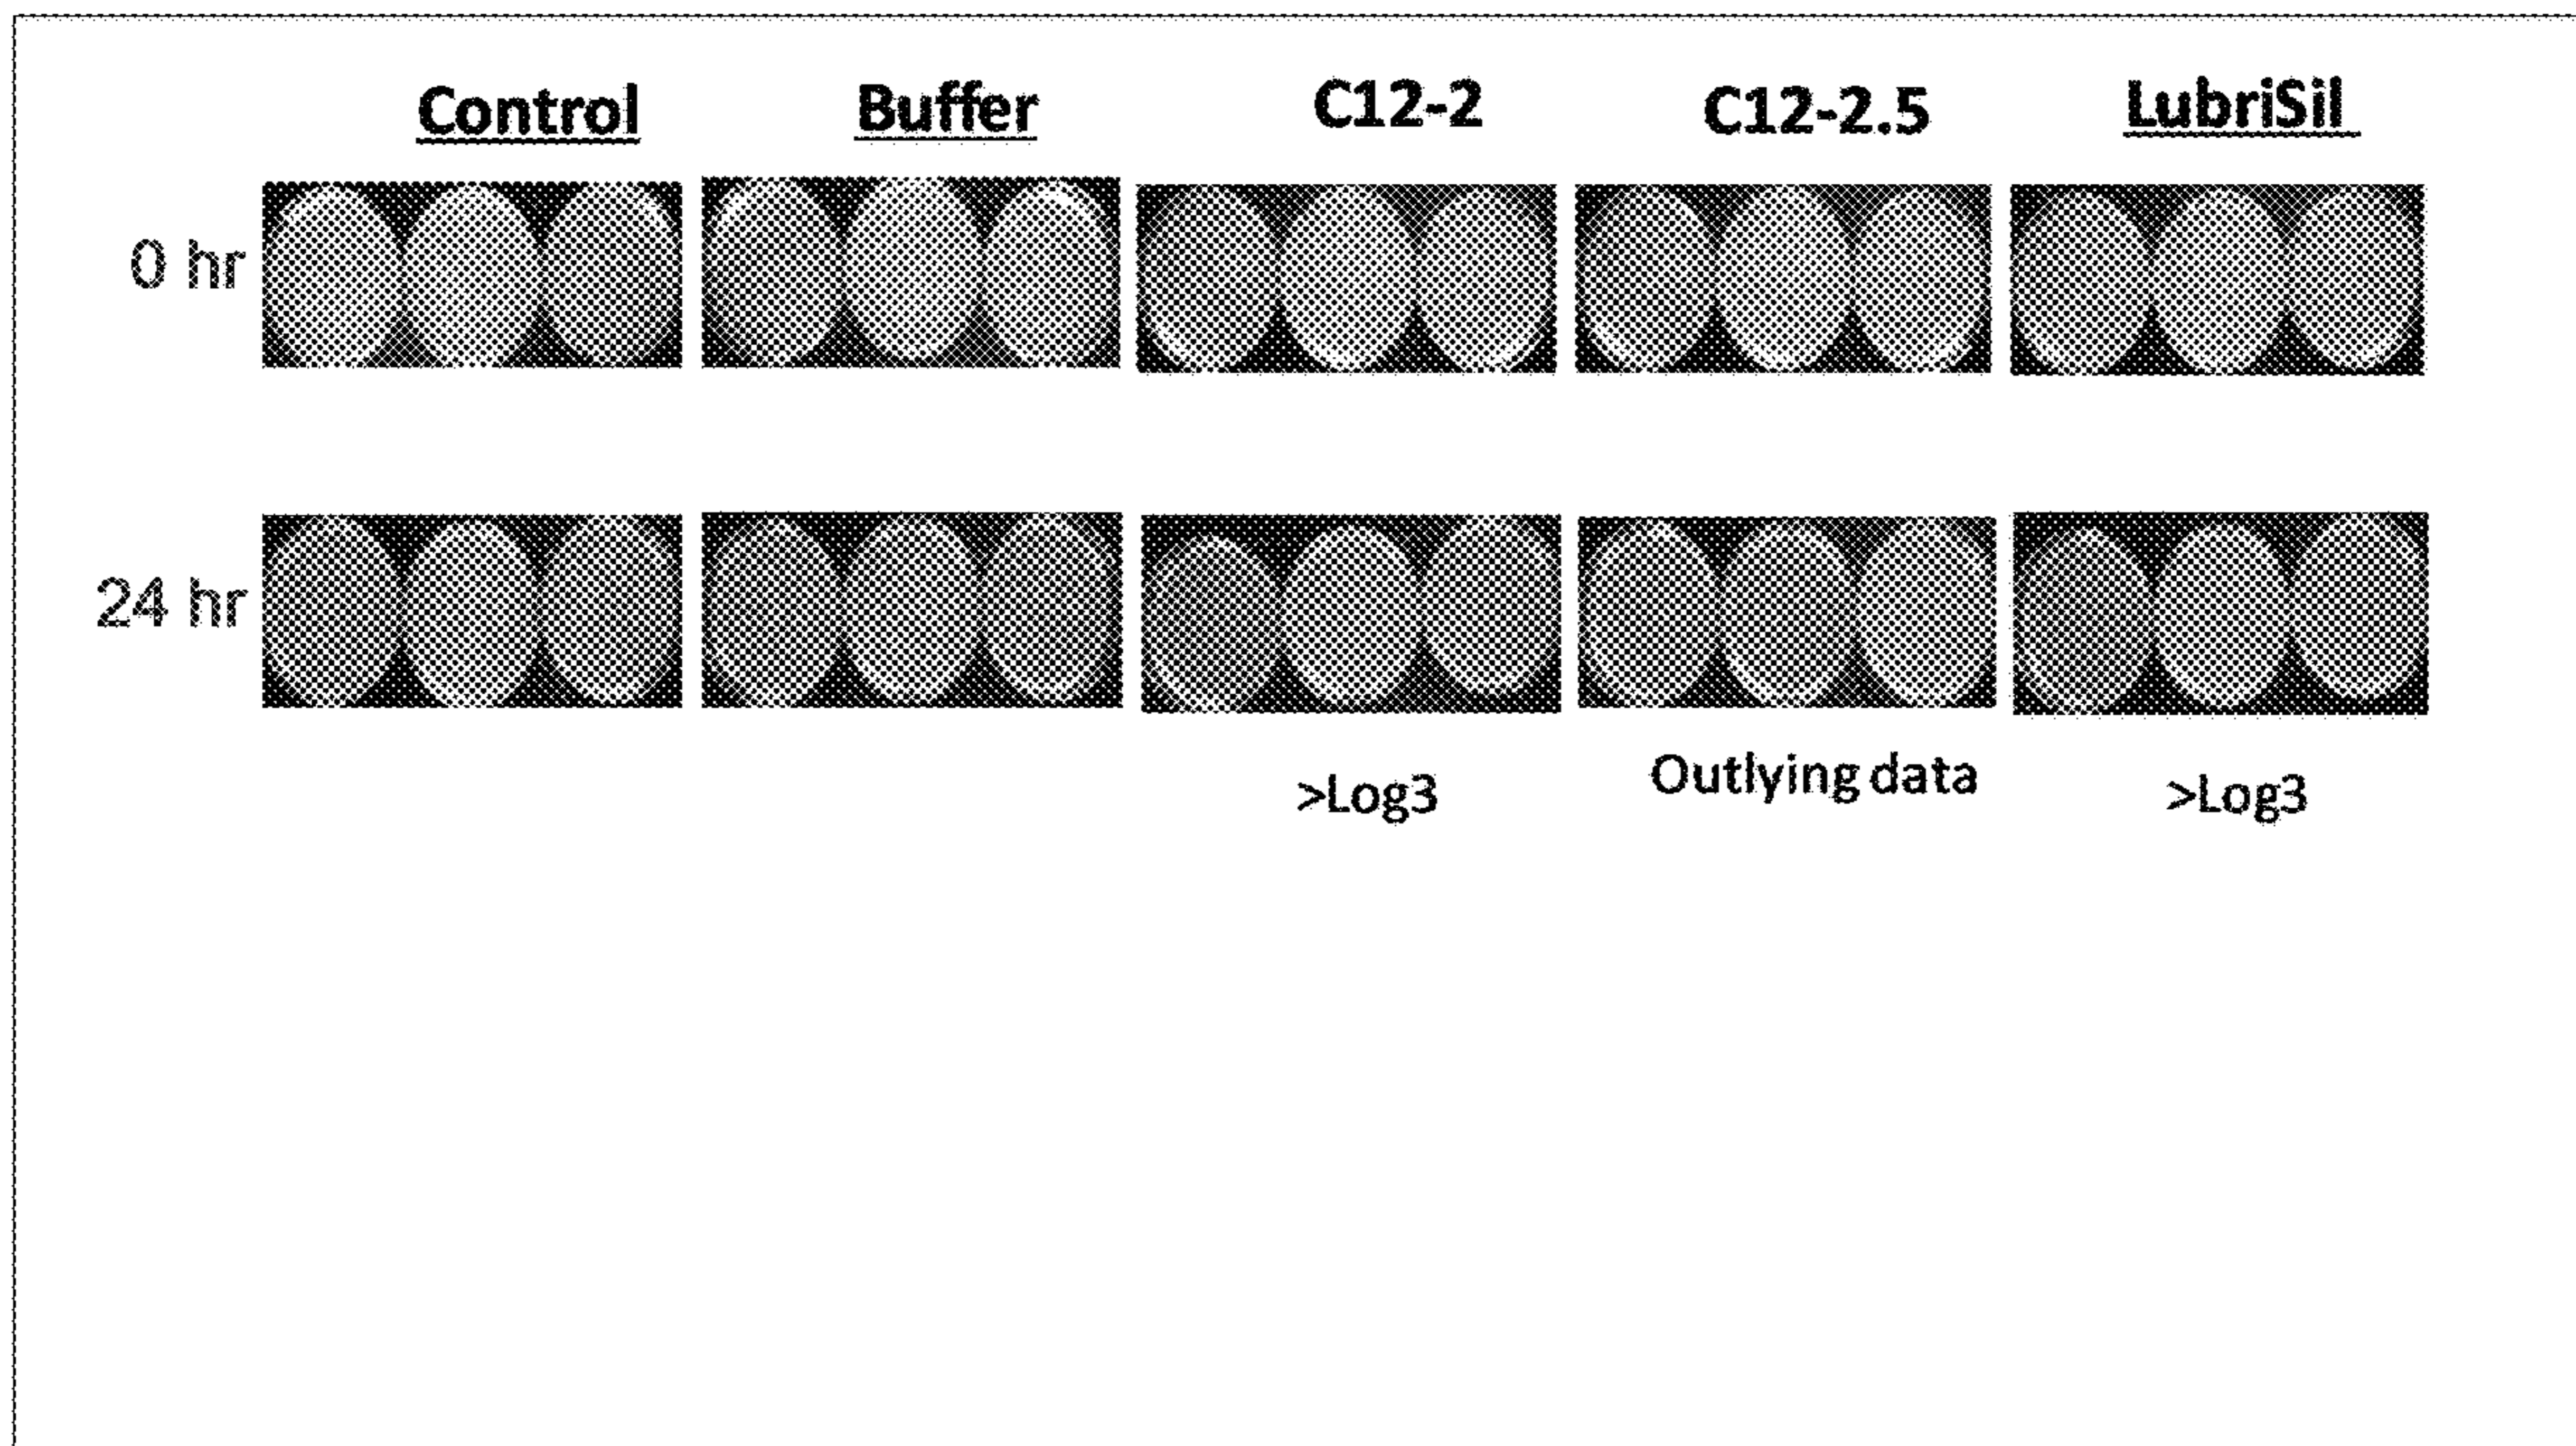 Control Buffer C12-2 C12-2.5 LubriSil
0 hr
24 hr
>Log3 Outlying data >Log3